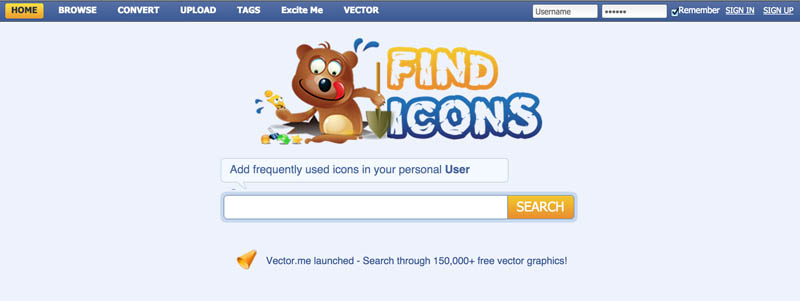 HOME BROWSE CONVERT UPLOAD TAGS Excite Me VECTOR Username •••••• Remember SIGN IN SIGN UP
FIND
ICONS
Add frequently used icons in your personal User
SEARCH
Vector.me launched - Search through 150,000+ free vector graphics!